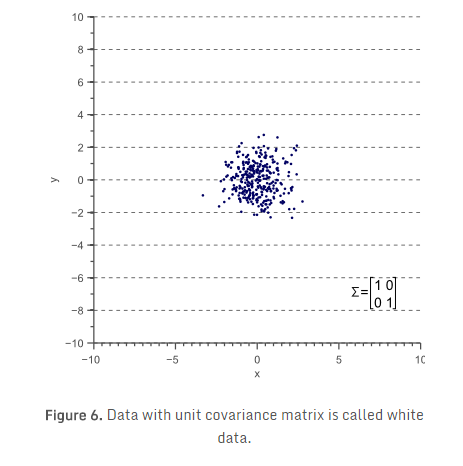 10
8
6
4
2
0
−2
−4
−6
−8
−10
y
Σ=[1 0
0 1]
−10 −5 0 5 10
x
Figure 6. Data with unit covariance matrix is called white
data.